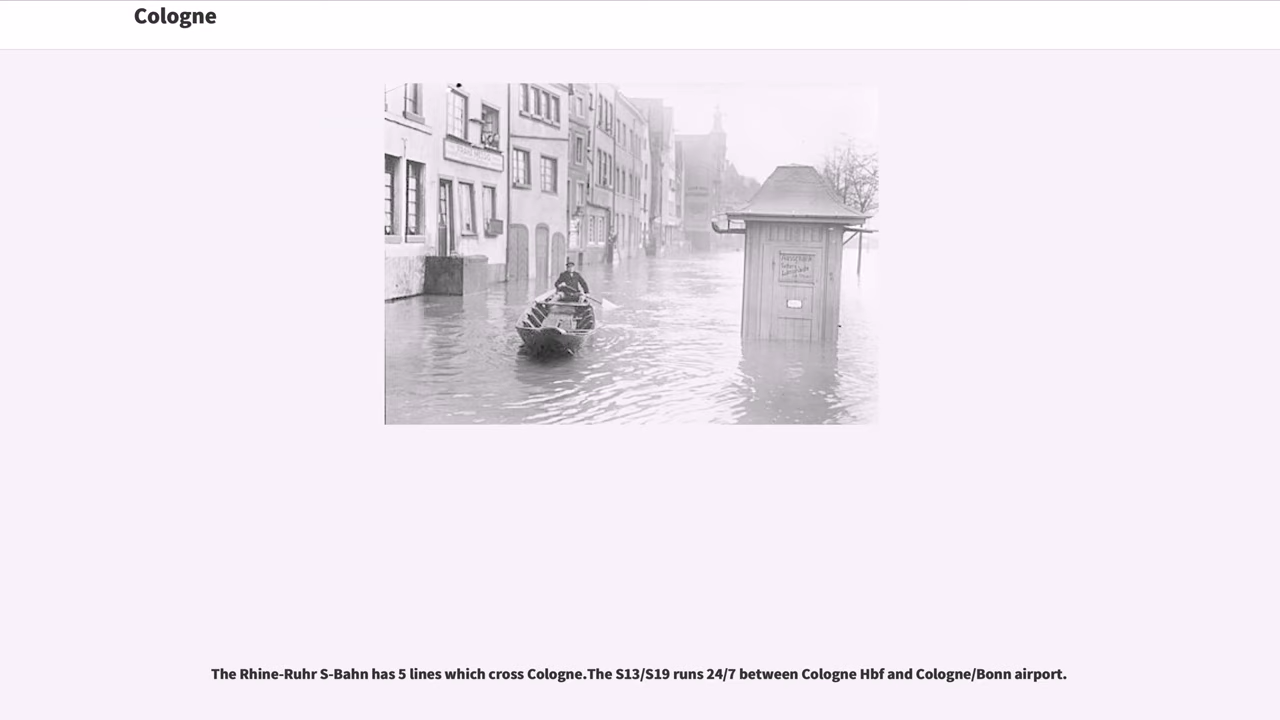 Cologne
The Rhine-Ruhr S-Bahn has 5 lines which cross Cologne.The S13/S19 runs 24/7 between Cologne Hbf and Cologne/Bonn airport.